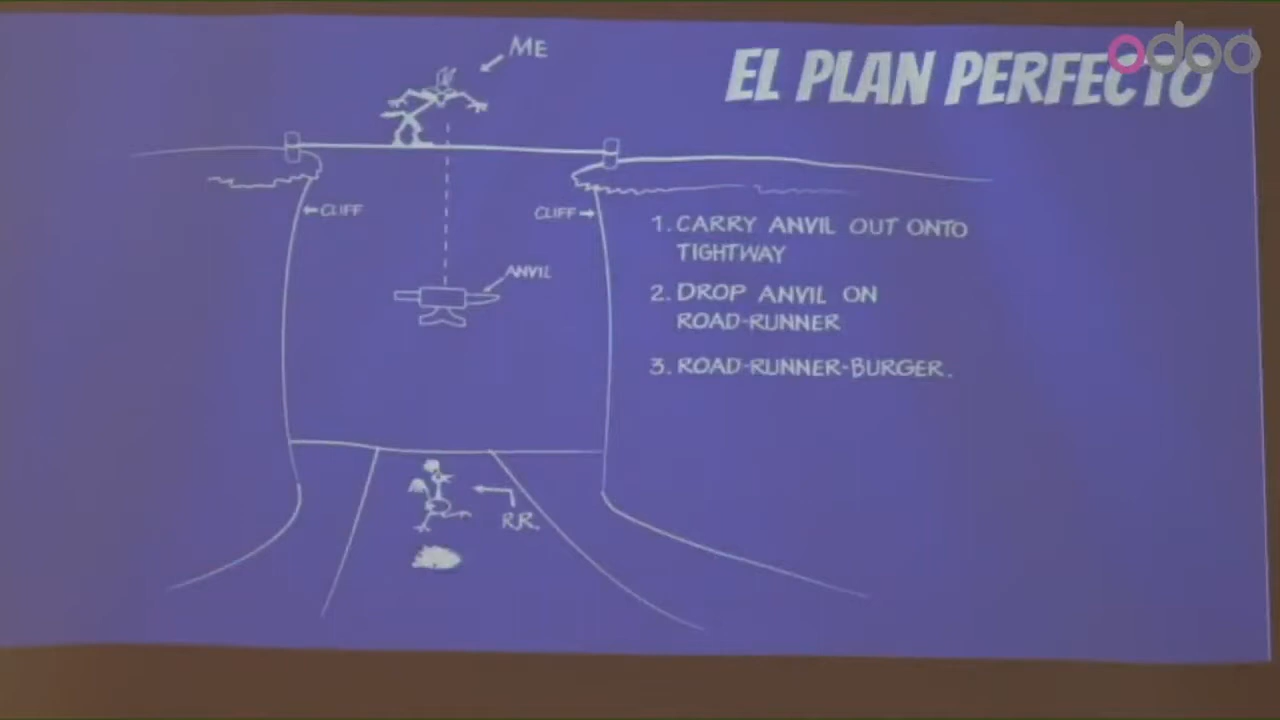 odoo
EL PLAN PERFECTO
ME
←CLIFF
CLIFF→
ANVIL
1. CARRY ANVIL OUT ONTO
TIGHTWAY
2. DROP ANVIL ON
ROAD-RUNNER
3. ROAD-RUNNER-BURGER.
R.R.